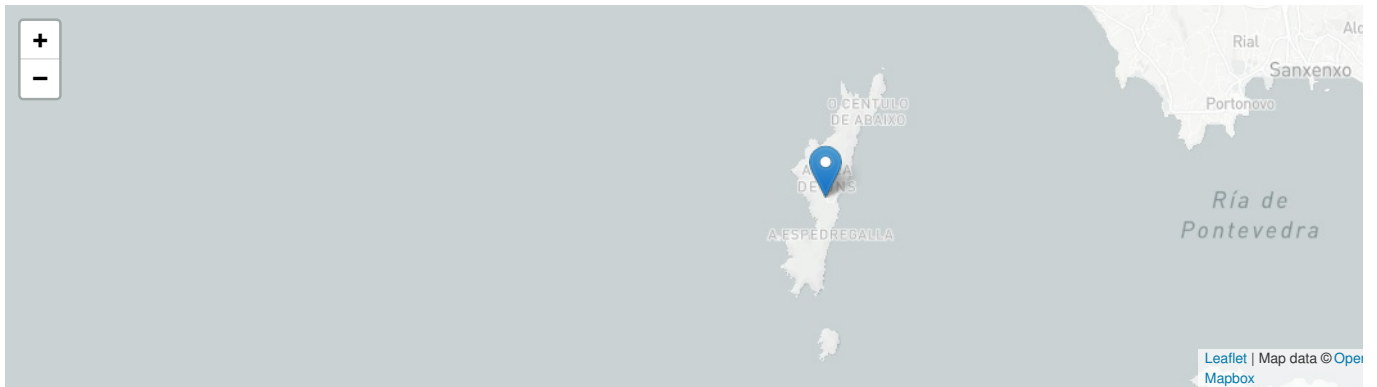 +
−
Rial
Sanxenxo
Portonovo
O CENTULO
DE ABAIXO
A.ESPEDREGALLA
Ría de
Pontevedra
Leaflet | Map data ©
Mapbox